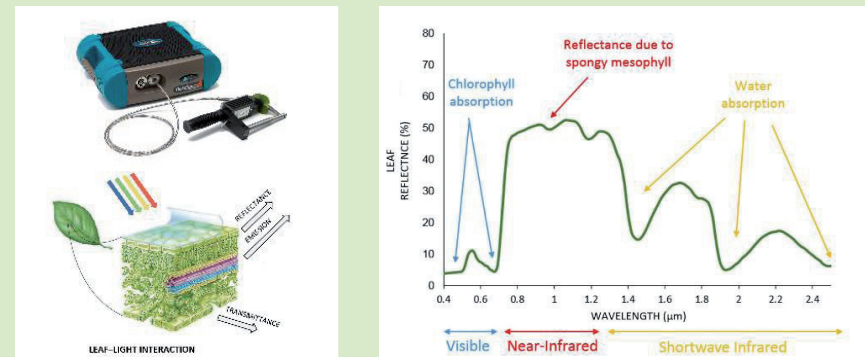 REFLECTANCE
EMISSION
TRANSMITTANCE
LEAF-LIGHT INTERACTION
Reflectance due to
spongy mesophyll
Chlorophyll
absorption
Water
absorption
LEAF
REFLECTNCE (%)
80
70
60
50
40
30
20
10
0
0.4 0.6 0.8 1 1.2 1.4 1.6 1.8 2 2.2 2.4
WAVELENGTH (µm)
Visible Near-Infrared Shortwave Infrared